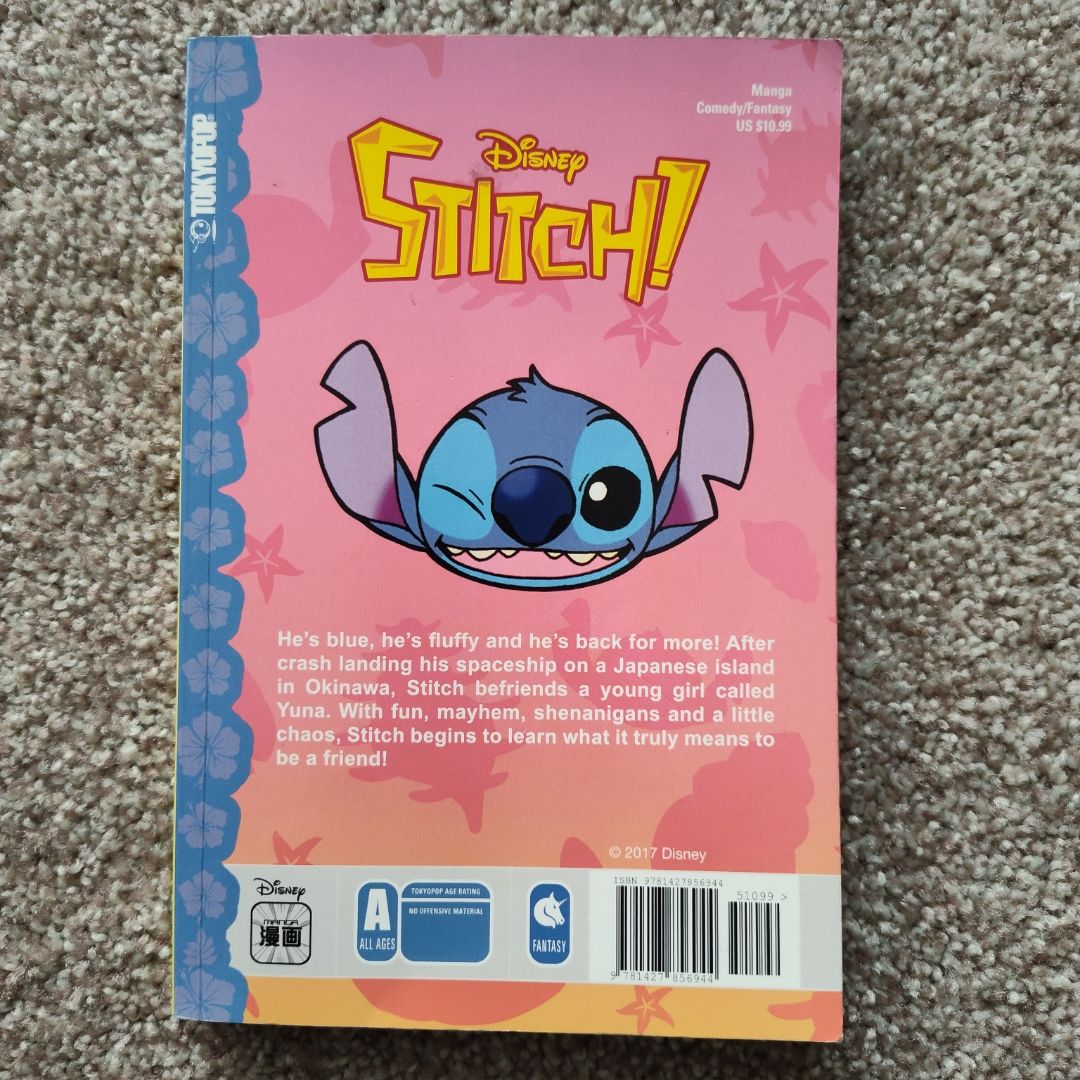 TOKYOPOP®
Manga
Comedy/Fantasy
US $10.99
Disney
STITCH!
He's blue, he's fluffy and he's back for more! After
crash landing his spaceship on a Japanese island
in Okinawa, Stitch befriends a young girl called
Yuna. With fun, mayhem, shenanigans and a little
chaos, Stitch begins to learn what it truly means to
be a friend!
© 2017 Disney
Disney
MANGA
漫画
A
ALL AGES
TOKYOPOP AGE RATING
NO OFFENSIVE MATERIAL
FANTASY
ISBN 9781427856944
51099 >
9 781427 856944